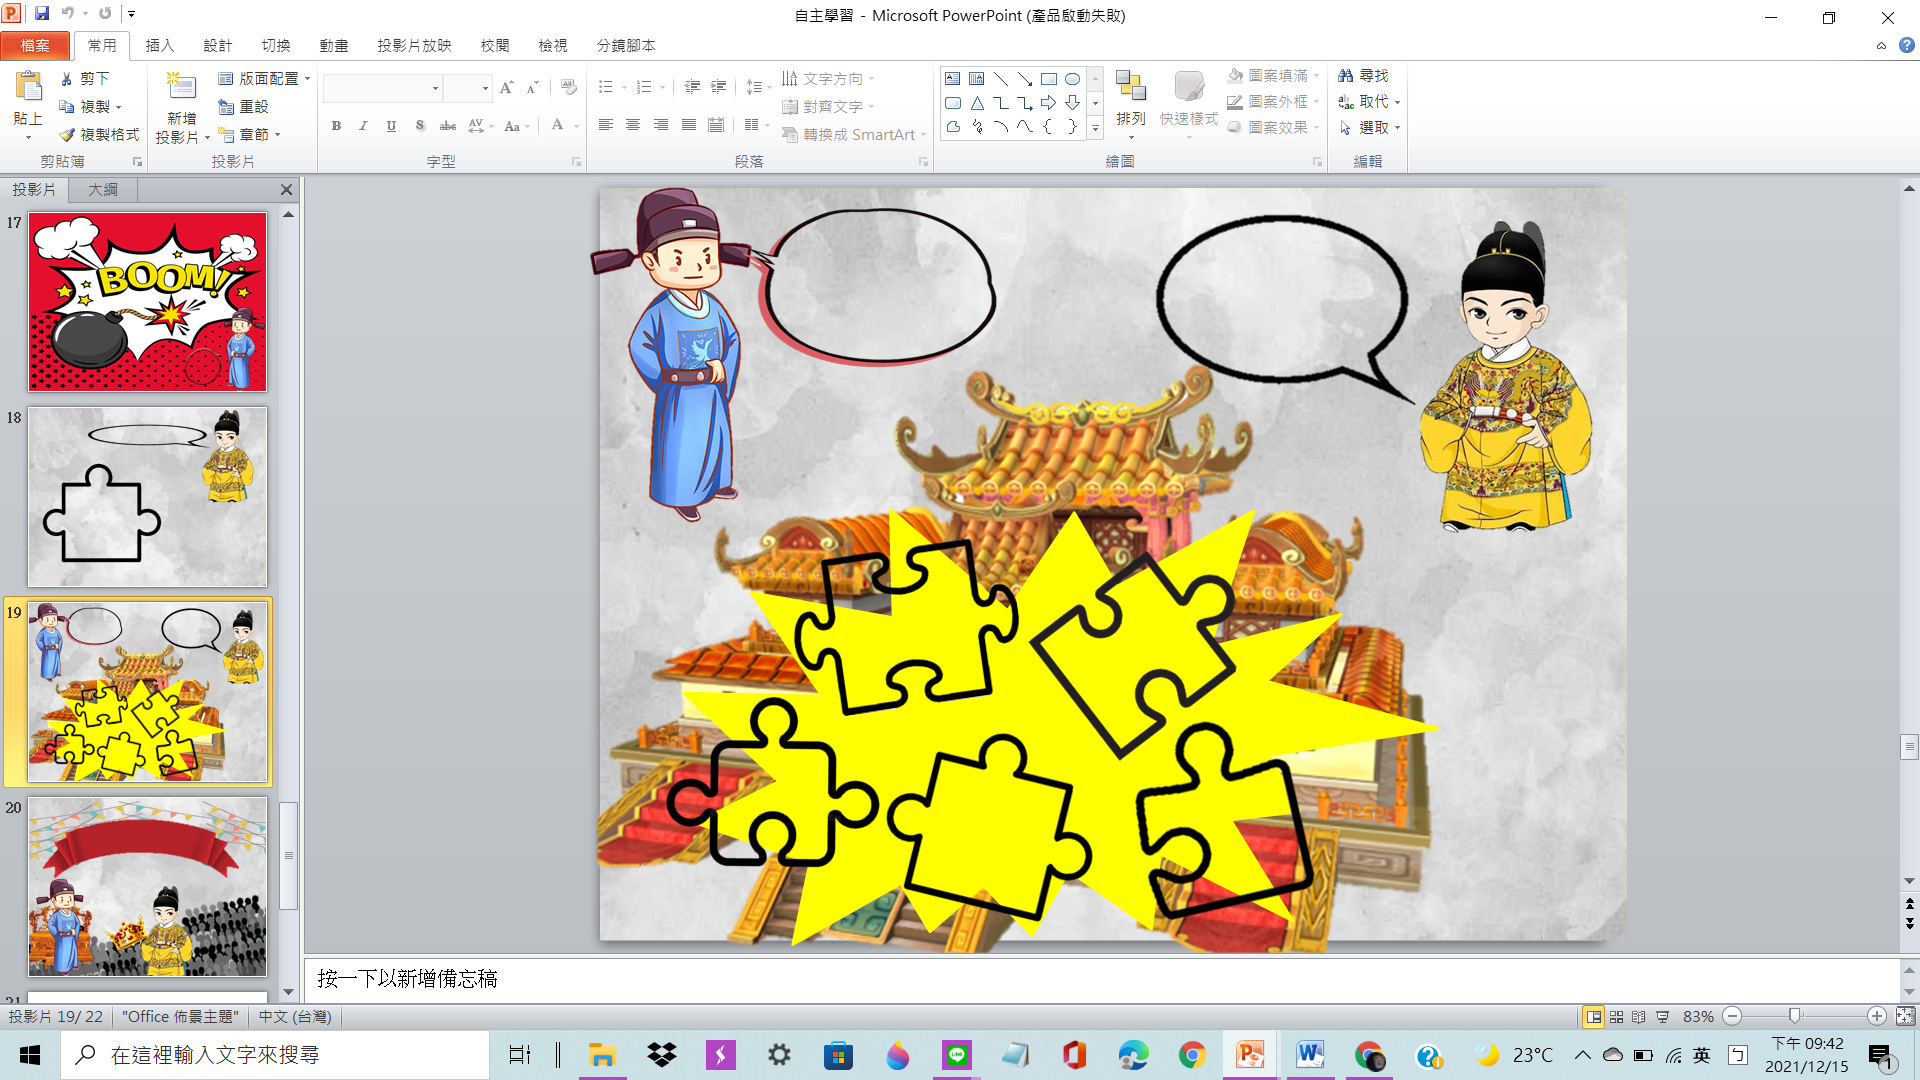 自主學習 - Microsoft PowerPoint (產品啟動失敗)
檔案 常用 插入 設計 切換 動畫 投影片放映 校閱 檢視 分鏡腳本
貼上
剪下
複製
複製格式
剪貼簿
新增
投影片
版面配置
重設
章節
投影片
B I U S abc AV Aa A
字型
文字方向
對齊文字
轉換成 SmartArt
段落
排列
快速樣式
圖案填滿
圖案外框
圖案效果
繪圖
尋找
取代
選取
編輯
投影片 大綱
17
BOOM!
18
19
20
21
按一下以新增備忘稿
投影片 19/ 22 "Office 佈景主題" 中文 (台灣) 83%
在這裡輸入文字來搜尋
23°C 英 下午 09:42
2021/12/15
1